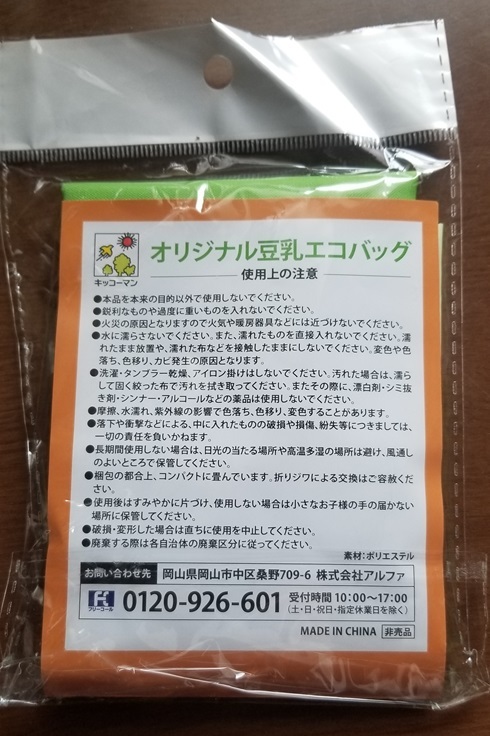 キッコーマン
オリジナル豆乳エコバッグ
使用上の注意
●本品を本来の目的以外で使用しないでください。
●鋭利なものや過度に重いものを入れないでください。
●火災の原因となりますので火気や暖房器具などには近づけないでください。
●水に濡らさないでください。また、濡れたものを直接入れないでください。濡
れたまま放置や、濡れた布などを接触したままにしないでください。変色や色
落ち、色移り、カビ発生の原因となります。
●洗濯・タンブラー乾燥、アイロン掛けはしないでください。汚れた場合は、濡ら
して固く絞った布で汚れを拭き取ってください。またその際に、漂白剤・シミ抜
き剤・シンナー・アルコールなどの薬品は使用しないでください。
●摩擦、水濡れ、紫外線の影響で色落ち、色移り、変色することがあります。
●落下や衝撃などによる、中に入れたものの破損や損傷、紛失等につきましては、
一切の責任を負いかねます。
●長期間使用しない場合は、日光の当たる場所や高温多湿の場所は避け、風通し
のよいところで保管してください。
●梱包の都合上、コンパクトに畳んでいます。折りジワによる交換はご容赦くだ
さい。
●使用後はすみやかに片づけ、使用しない場合は小さなお子様の手の届かない
場所に保管してください。
●破損・変形した場合は直ちに使用を中止してください。
●廃棄する際は各自治体の廃棄区分に従ってください。
素材:ポリエステル
お問い合わせ先 岡山県岡山市中区桑野709-6 株式会社アルファ
フリーコール 0120-926-601 受付時間 10:00〜17:00
(土・日・祝日・指定休業日を除く)
MADE IN CHINA 非売品